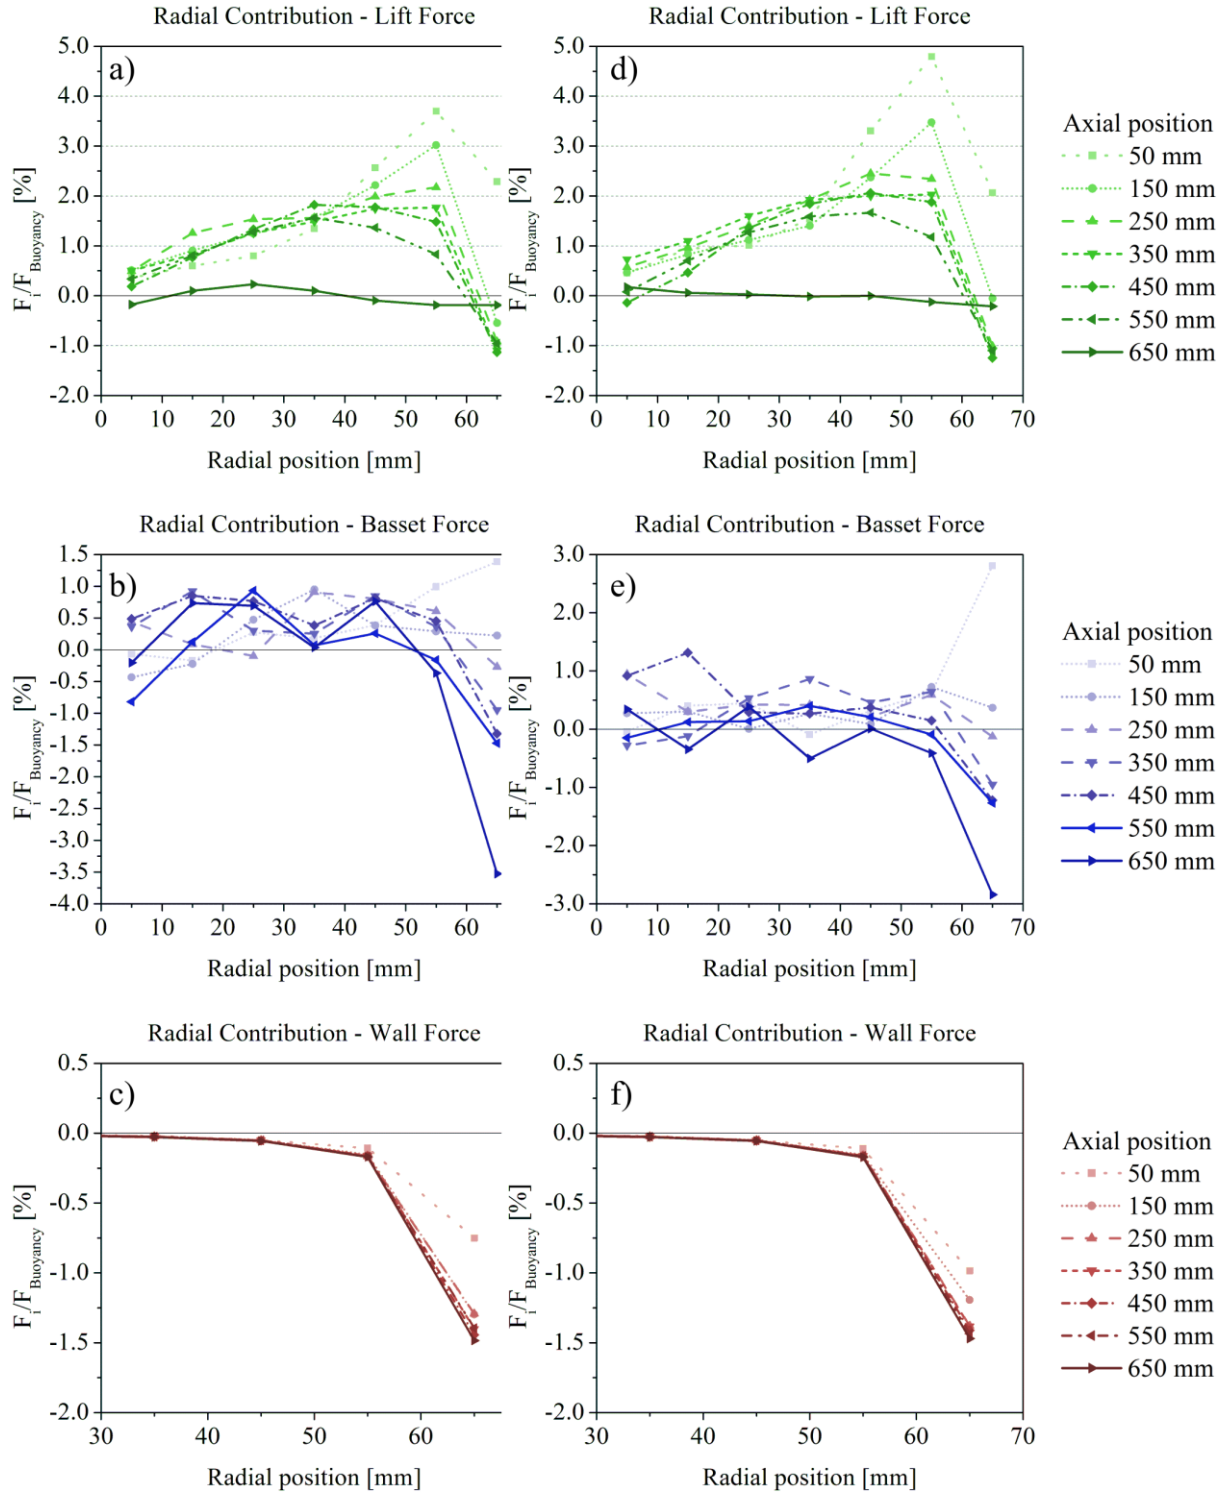 Radial Contribution - Lift Force
a)
5.0
4.0
3.0
2.0
1.0
0.0
-1.0
-2.0
F_i/F_Buoyancy [%]
0 10 20 30 40 50 60
Radial position [mm]
Radial Contribution - Lift Force
d)
5.0
4.0
3.0
2.0
1.0
0.0
-1.0
-2.0
F_i/F_Buoyancy [%]
0 10 20 30 40 50 60 70
Radial position [mm]
Axial position
50 mm
150 mm
250 mm
350 mm
450 mm
550 mm
650 mm
Radial Contribution - Basset Force
b)
1.5
1.0
0.5
0.0
-0.5
-1.0
-1.5
-2.0
-2.5
-3.0
-3.5
-4.0
F_i/F_Buoyancy [%]
0 10 20 30 40 50 60
Radial position [mm]
Radial Contribution - Basset Force
e)
3.0
2.0
1.0
0.0
-1.0
-2.0
-3.0
F_i/F_Buoyancy [%]
0 10 20 30 40 50 60 70
Radial position [mm]
Axial position
50 mm
150 mm
250 mm
350 mm
450 mm
550 mm
650 mm
Radial Contribution - Wall Force
c)
0.5
0.0
-0.5
-1.0
-1.5
-2.0
F_i/F_Buoyancy [%]
30 40 50 60
Radial position [mm]
Radial Contribution - Wall Force
f)
0.5
0.0
-0.5
-1.0
-1.5
-2.0
F_i/F_Buoyancy [%]
30 40 50 60 70
Radial position [mm]
Axial position
50 mm
150 mm
250 mm
350 mm
450 mm
550 mm
650 mm